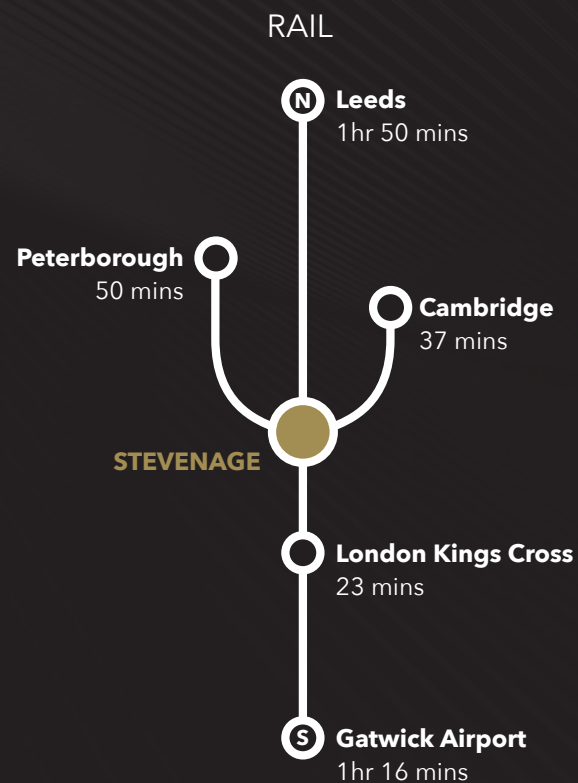 RAIL
N
Leeds
1hr 50 mins
Peterborough
50 mins
Cambridge
37 mins
STEVENAGE
London Kings Cross
23 mins
S
Gatwick Airport
1hr 16 mins